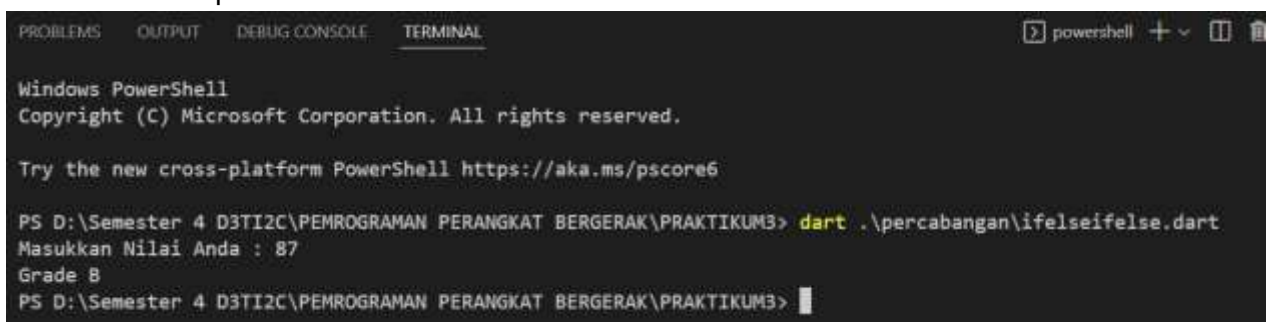 PROBLEMS OUTPUT DEBUG CONSOLE TERMINAL powershell
Windows PowerShell
Copyright (C) Microsoft Corporation. All rights reserved.
Try the new cross-platform PowerShell https://aka.ms/pscore6
PS D:\Semester 4 D3TI2C\PEMROGRAMAN PERANGKAT BERGERAK\PRAKTIKUM3> dart .\percabangan\ifelseifelse.dart
Masukkan Nilai Anda : 87
Grade B
PS D:\Semester 4 D3TI2C\PEMROGRAMAN PERANGKAT BERGERAK\PRAKTIKUM3>